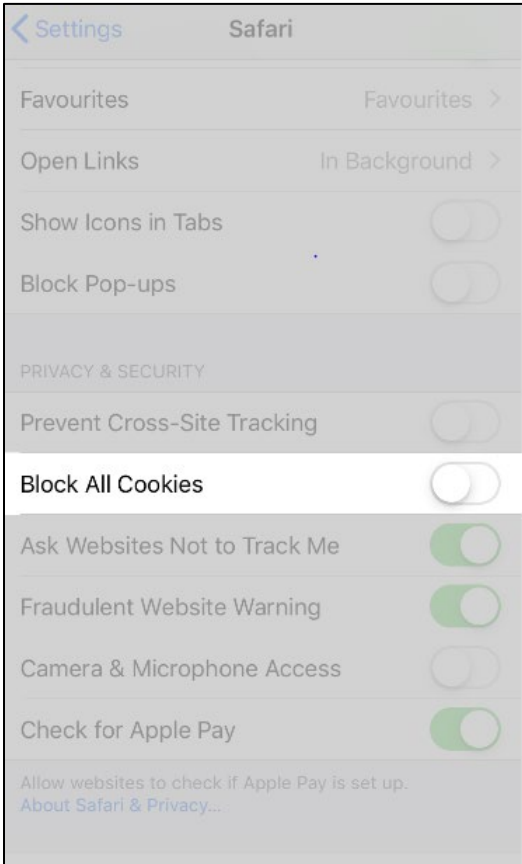 Settings Safari
Favourites Favourites
Open Links In Background
Show Icons in Tabs
Block Pop-ups
PRIVACY & SECURITY
Prevent Cross-Site Tracking
Block All Cookies
Ask Websites Not to Track Me
Fraudulent Website Warning
Camera & Microphone Access
Check for Apple Pay
Allow websites to check if Apple Pay is set up.
About Safari & Privacy...